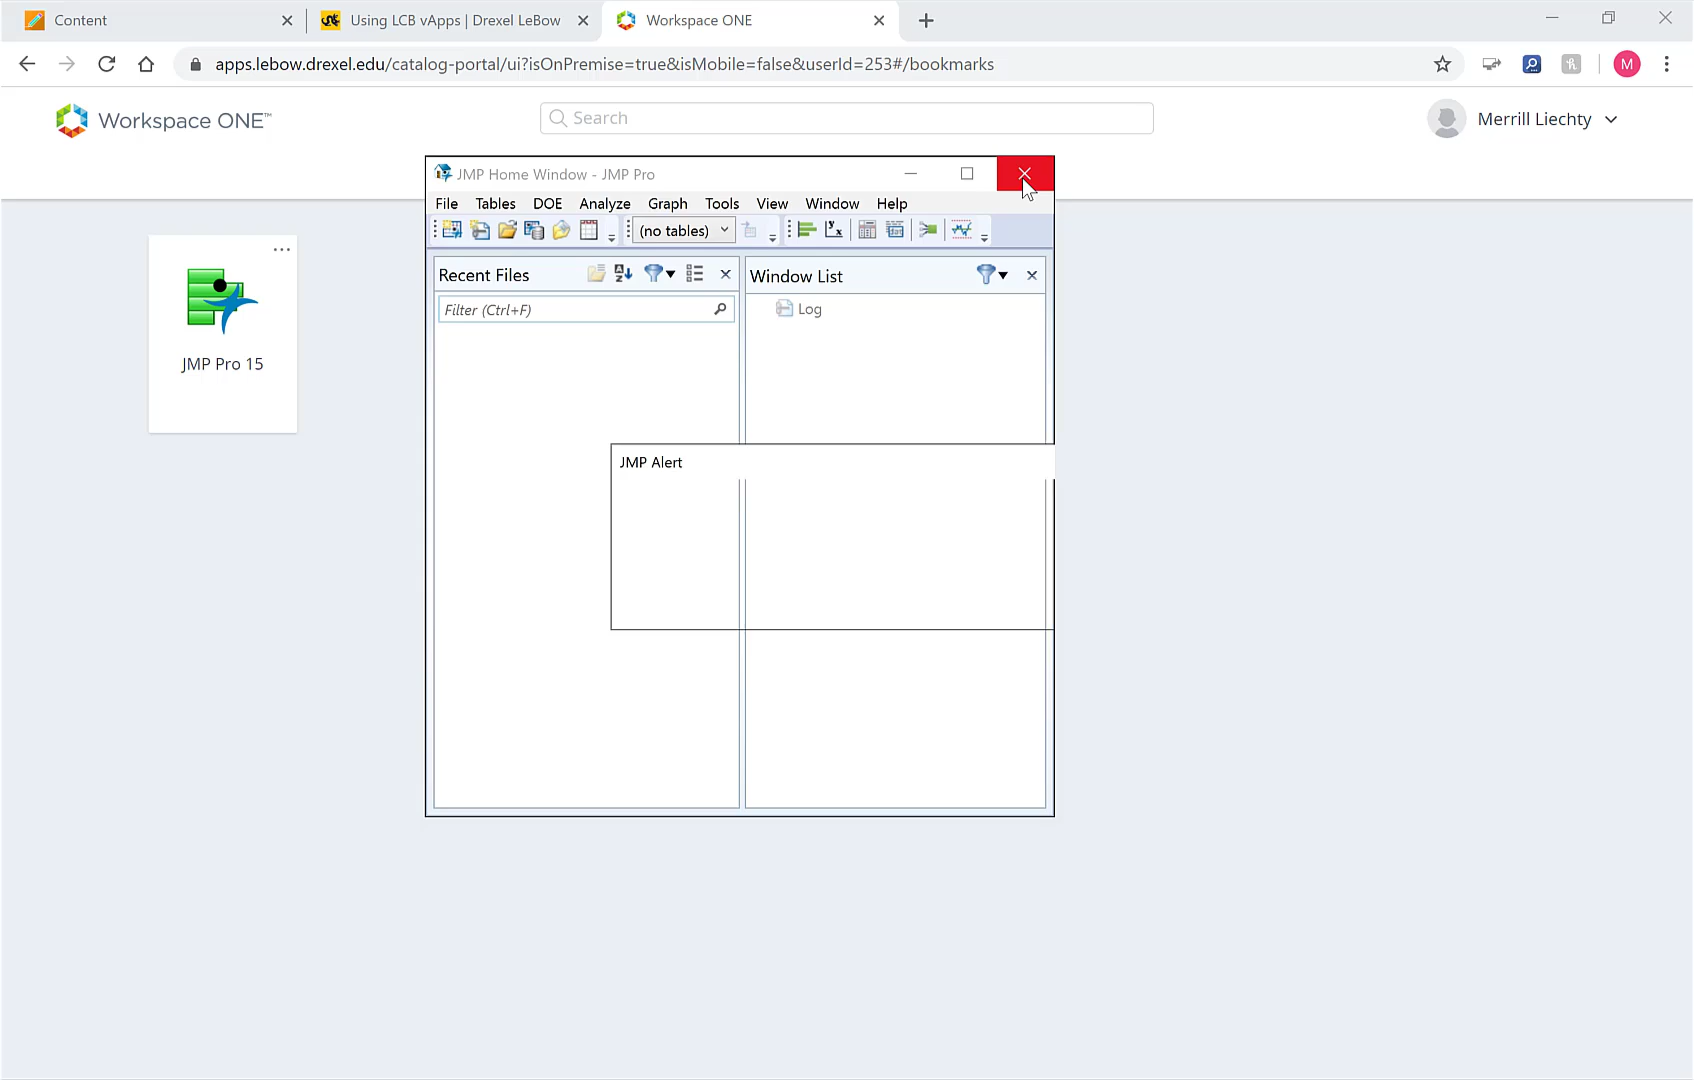 Content
Using LCB vApps | Drexel LeBow
Workspace ONE
apps.lebow.drexel.edu/catalog-portal/ui?isOnPremise=true&isMobile=false&userId=253#/bookmarks
M
Workspace ONE™
Search
Merrill Liechty
JMP Home Window - JMP Pro
File Tables DOE Analyze Graph Tools View Window Help
(no tables)
Recent Files
Window List
Filter (Ctrl+F)
Log
JMP Pro 15
JMP Alert